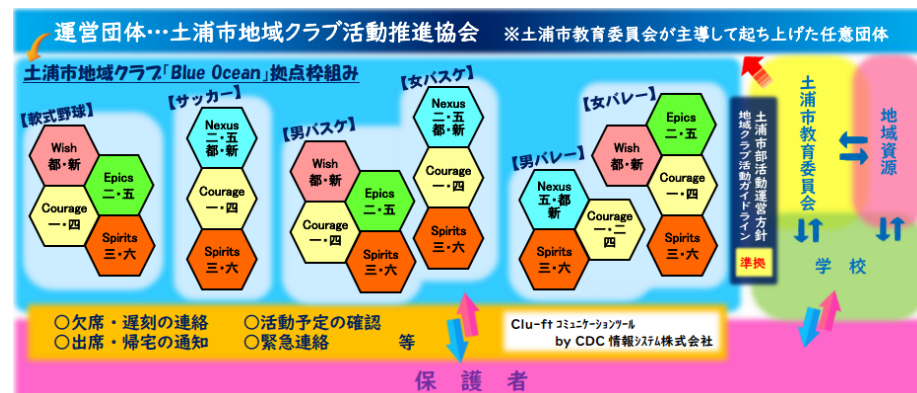 運営団体…土浦市地域クラブ活動推進協会　※土浦市教育委員会が主導して起ち上げた任意団体
土浦市地域クラブ「Blue Ocean」拠点枠組み
【軟式野球】
Wish
都・新
Epics
二・五
Courage
一・四
Spirits
三・六
【サッカー】
Nexus
二・五
都・新
Courage
一・四
Spirits
三・六
【男バスケ】
Wish
都・新
Epics
二・五
Courage
一・四
Spirits
三・六
【女バスケ】
Nexus
二・五
都・新
Courage
一・四
Spirits
三・六
【男バレー】
Nexus
五・都
新
Courage
一・二
四
Spirits
三・六
【女バレー】
Epics
二・五
Wish
都・新
Courage
一・四
Spirits
三・六
土浦市部活動運営方針
地域クラブ活動ガイドライン
準拠
土浦市教育委員会
地域資源
学校
○欠席・遅刻の連絡　○活動予定の確認
○出席・帰宅の通知　○緊急連絡　等
Clu-ft コミュニケーションツール
by CDC 情報システム株式会社
保護者